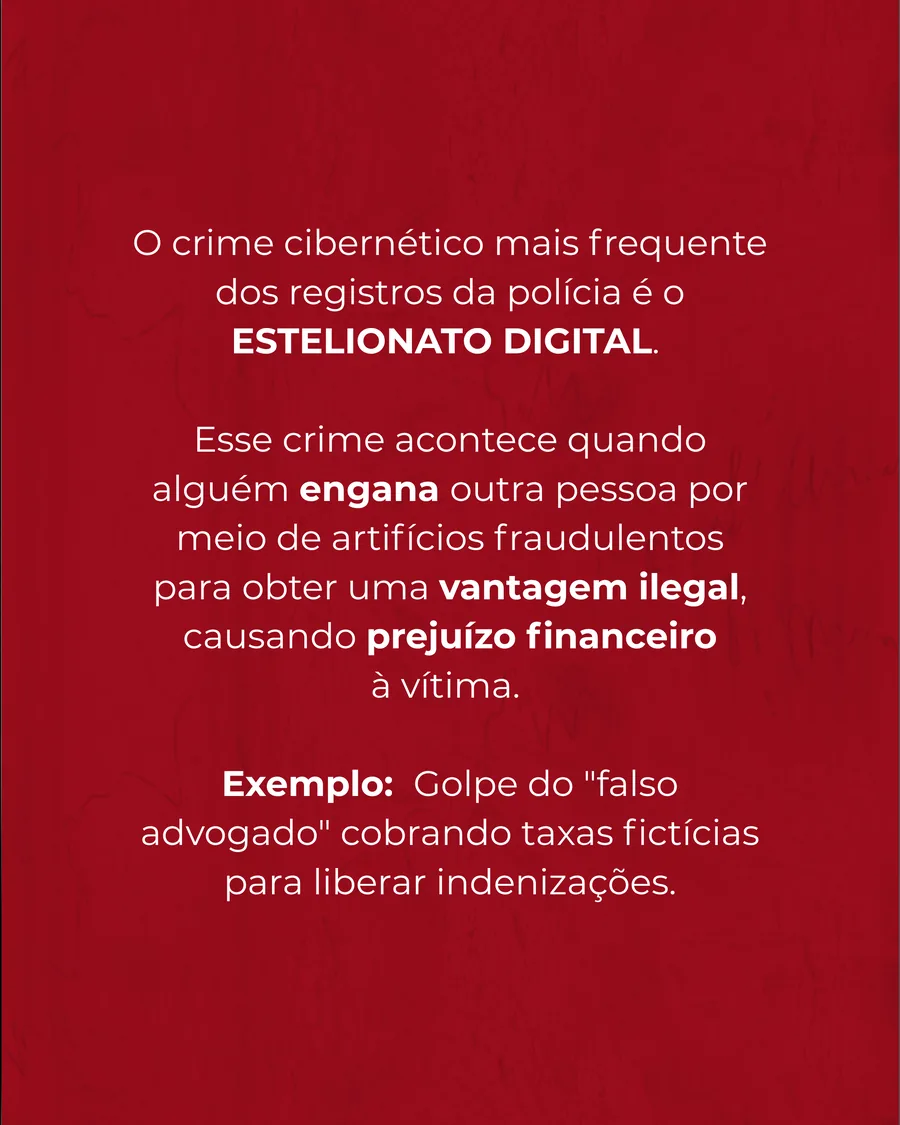 O crime cibernético mais frequente
dos registros da polícia é o
ESTELIONATO DIGITAL.
Esse crime acontece quando
alguém engana outra pessoa por
meio de artifícios fraudulentos
para obter uma vantagem ilegal,
causando prejuízo financeiro
à vítima.
Exemplo: Golpe do "falso
advogado" cobrando taxas fictícias
para liberar indenizações.